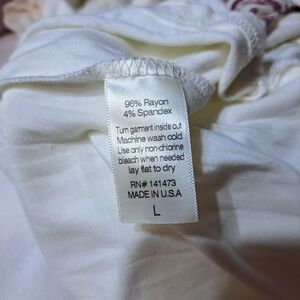 96% Rayon
4% Spandex
Turn garment inside out
Machine wash cold
Use only non-chlorine
bleach when needed
lay flat to dry
RN# 141473
MADE IN U.S.A
L